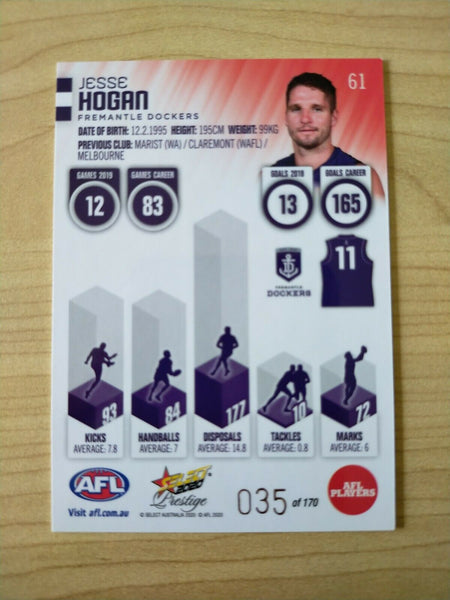 JESSE
61
HOGAN
FREMANTLE DOCKERS
DATE OF BIRTH: 12.2.1995 HEIGHT: 195CM WEIGHT: 99KG
PREVIOUS CLUB: MARIST (WA) / CLAREMONT (WAFL) /
MELBOURNE
GAMES 2019 GAMES CAREER GOALS 2019 GOALS CAREER
12 83 13 165
11
FREMANTLE
DOCKERS
93 84 177 10 72
KICKS HANDBALLS DISPOSALS TACKLES MARKS
AVERAGE: 7.8 AVERAGE: 7 AVERAGE: 14.8 AVERAGE: 0.8 AVERAGE: 6
AFL
SELECT
2020
Prestige
AFL
PLAYERS
035 of 170
Visit afl.com.au
© SELECT AUSTRALIA 2020 © AFL 2020